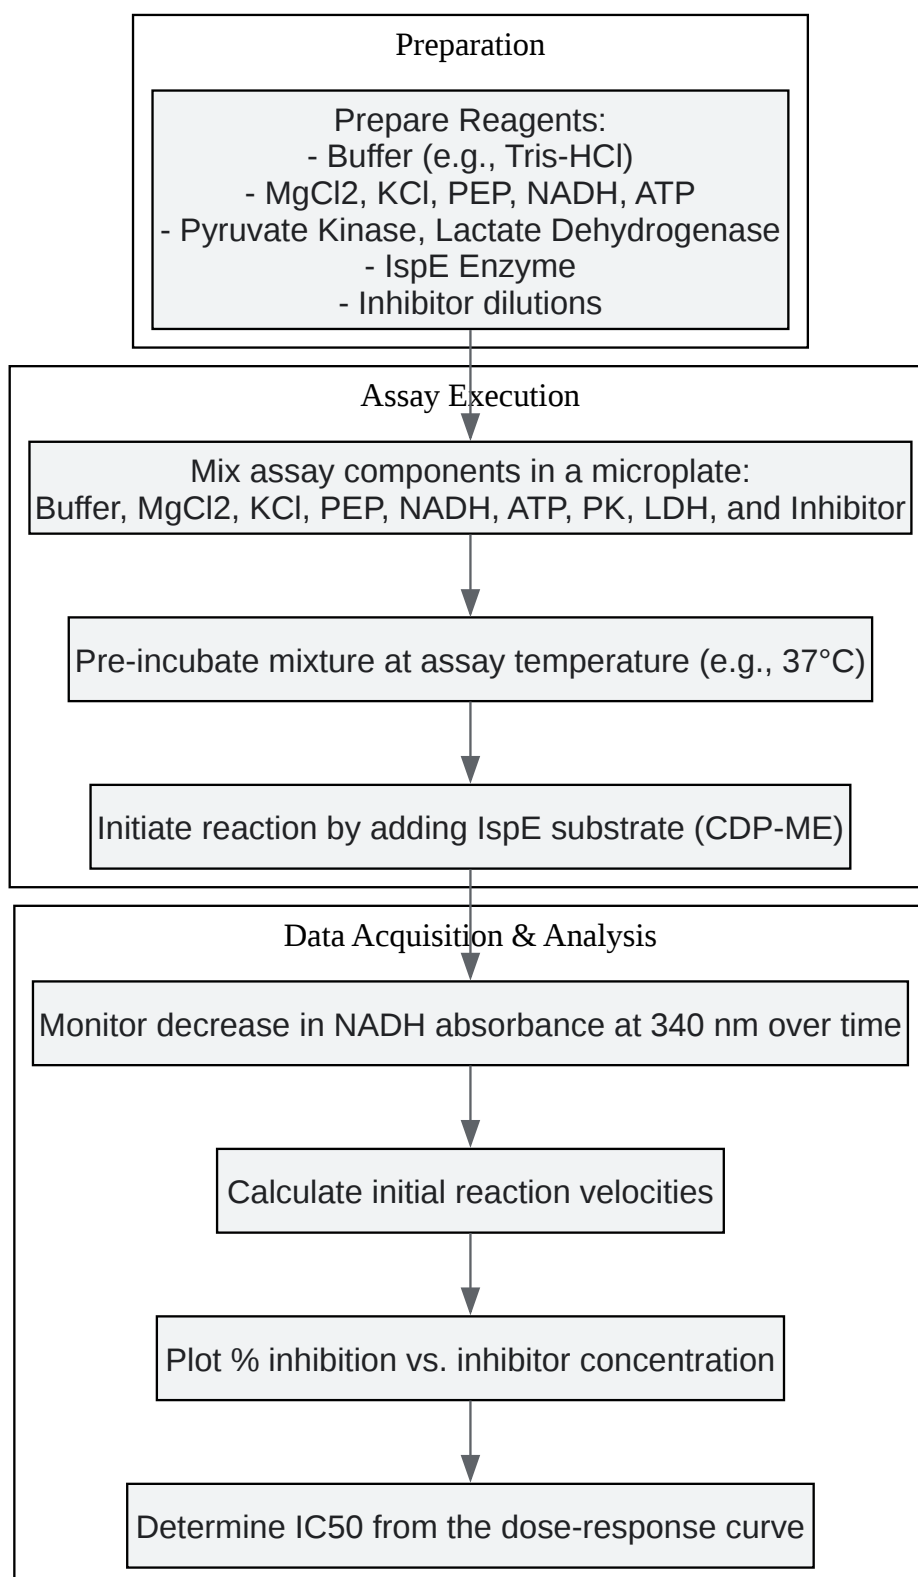 Preparation
Prepare Reagents:
- Buffer (e.g., Tris-HCl)
- MgCl2, KCl, PEP, NADH, ATP
- Pyruvate Kinase, Lactate Dehydrogenase
- IspE Enzyme
- Inhibitor dilutions
Assay Execution
Mix assay components in a microplate:
Buffer, MgCl2, KCl, PEP, NADH, ATP, PK, LDH, and Inhibitor
Pre-incubate mixture at assay temperature (e.g., 37°C)
Initiate reaction by adding IspE substrate (CDP-ME)
Data Acquisition & Analysis
Monitor decrease in NADH absorbance at 340 nm over time
Calculate initial reaction velocities
Plot % inhibition vs. inhibitor concentration
Determine IC50 from the dose-response curve